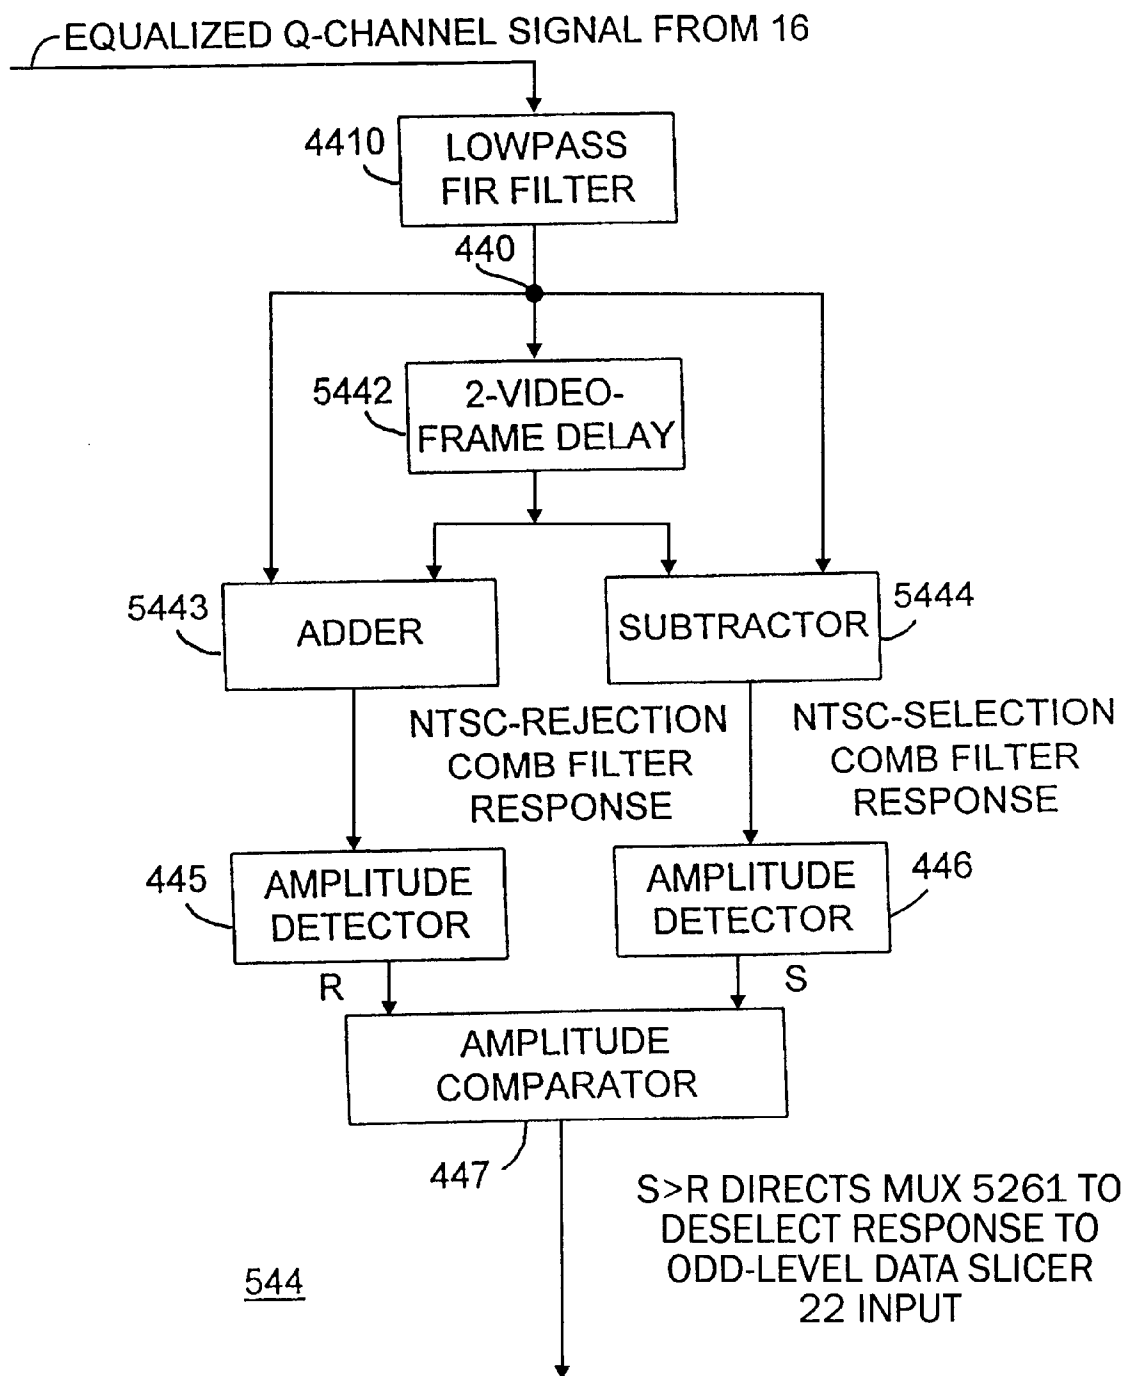 EQUALIZED Q-CHANNEL SIGNAL FROM 16
4410
LOWPASS
FIR FILTER
440
5442
2-VIDEO-
FRAME DELAY
5443
ADDER
SUBTRACTOR
5444
NTSC-REJECTION
COMB FILTER
RESPONSE
NTSC-SELECTION
COMB FILTER
RESPONSE
445
AMPLITUDE
DETECTOR
AMPLITUDE
DETECTOR
446
R
S
AMPLITUDE
COMPARATOR
447
S>R DIRECTS MUX 5261 TO
DESELECT RESPONSE TO
ODD-LEVEL DATA SLICER
22 INPUT
544